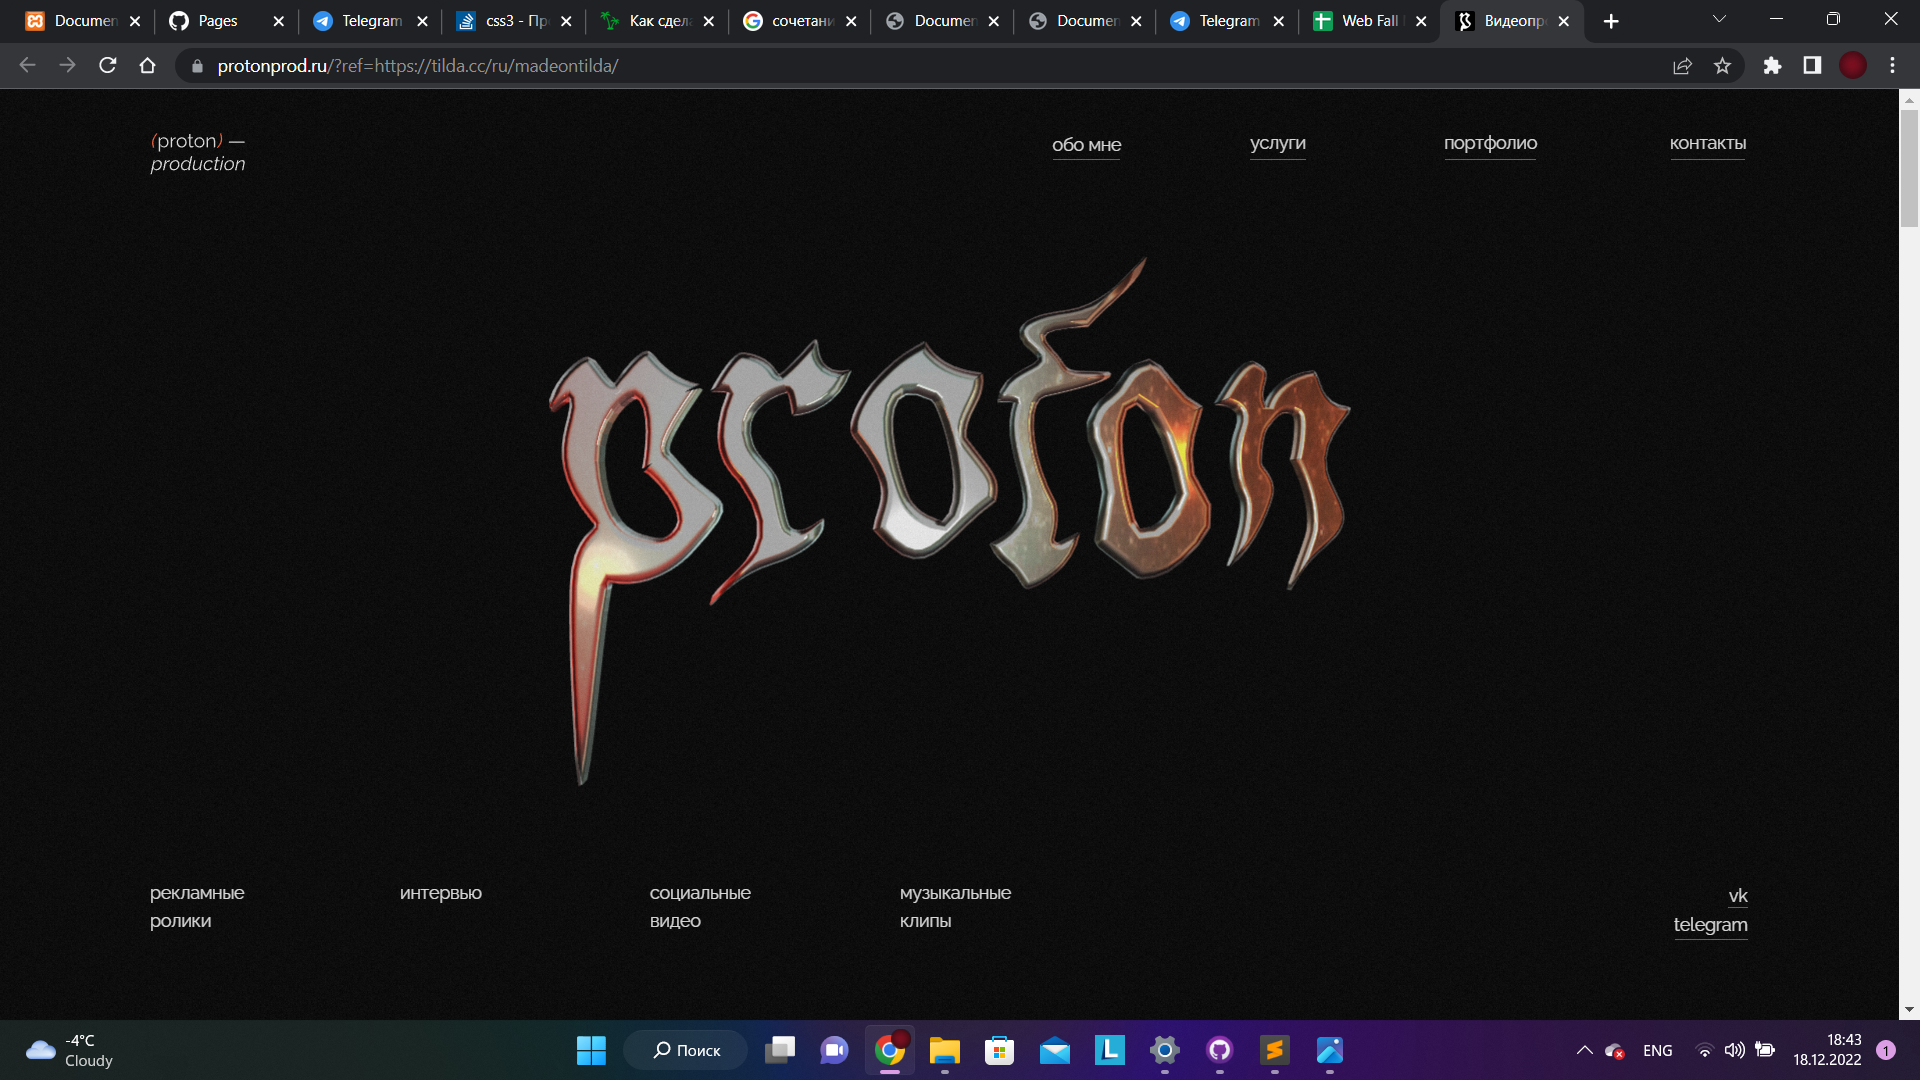 Documen
Pages
Telegram
css3 - Пр
Как сдел
сочетани
Documen
Documen
Telegram
Web Fall
Видеопр
protonprod.ru/?ref=https://tilda.cc/ru/madeontilda/
(proton) —
production
обо мне
услуги
портфолио
контакты
proton
рекламные
ролики
интервью
социальные
видео
музыкальные
клипы
vk
telegram
-4°C
Cloudy
Поиск
ENG
18:43
18.12.2022
1